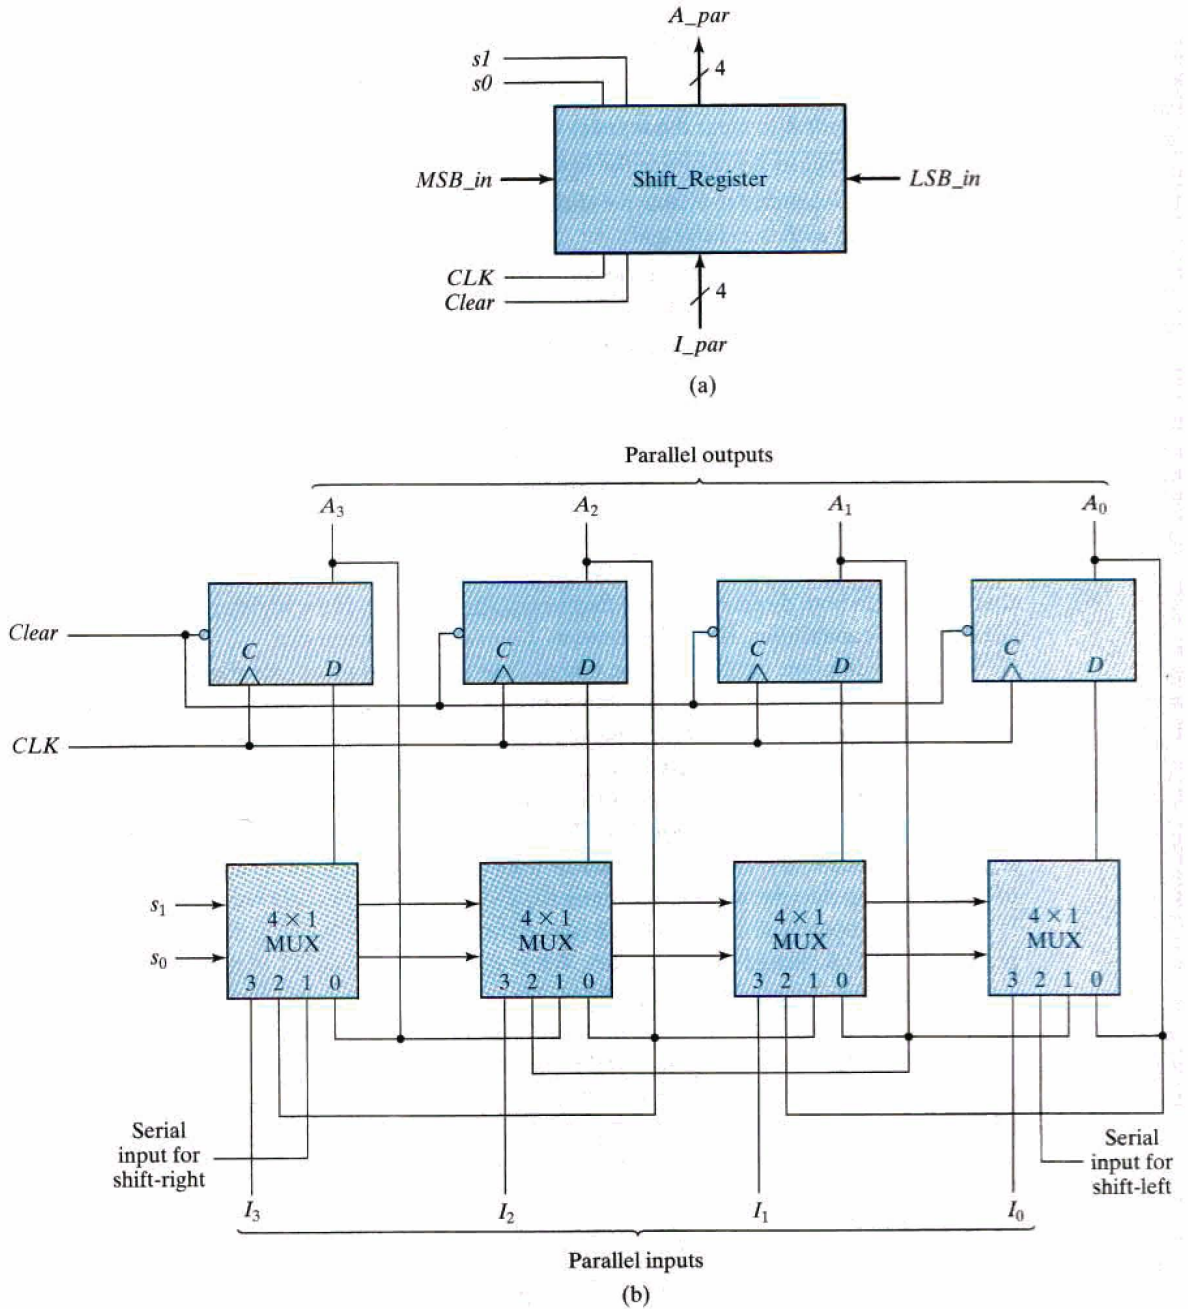 A_par
s1
s0
4
MSB_in
Shift_Register
LSB_in
CLK
Clear
4
I_par
(a)
Parallel outputs
A3 A2 A1 A0
Clear
C D C D C D C D
CLK
s1
s0
4 × 1 MUX 4 × 1 MUX 4 × 1 MUX 4 × 1 MUX
3 2 1 0 3 2 1 0 3 2 1 0 3 2 1 0
Serial
input for
shift-right
Serial
input for
shift-left
I3 I2 I1 I0
Parallel inputs
(b)